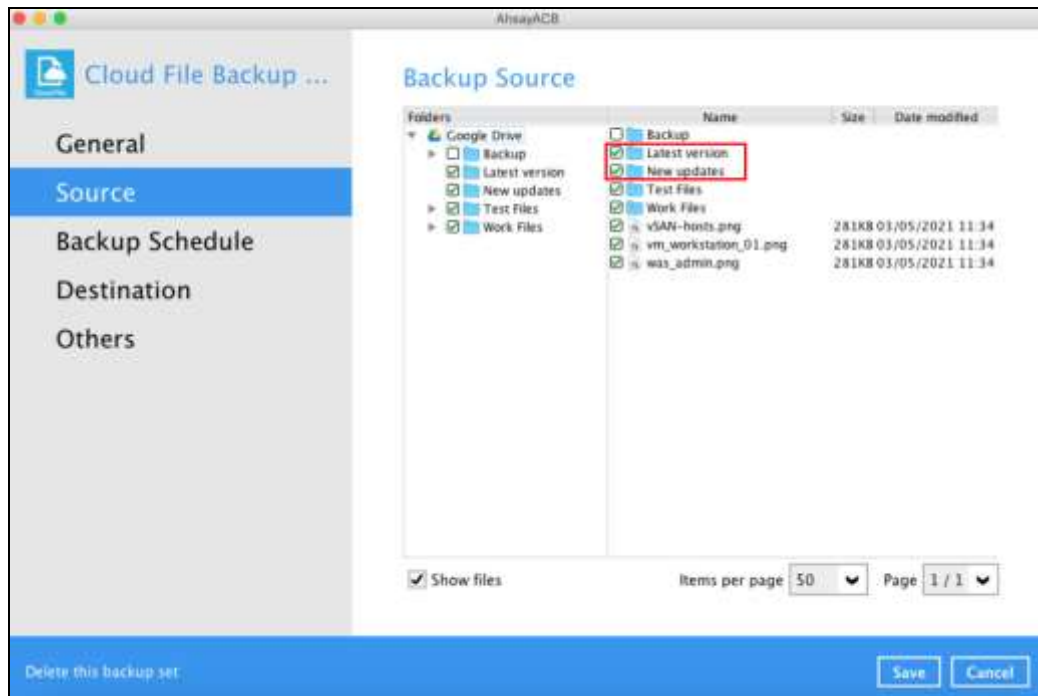 AhsayACB
Cloud File Backup ...
General
Source
Backup Schedule
Destination
Others
Backup Source
Folders
Google Drive
Backup
Latest version
New updates
Test Files
Work Files
Name Size Date modified
Backup
Latest version
New updates
Test Files
Work Files
vSAN-hosts.png 281KB 03/05/2021 11:34
vm_workstation_01.png 281KB 03/05/2021 11:34
was_admin.png 281KB 03/05/2021 11:34
Show files
Items per page 50 Page 1 / 1
Delete this backup set
Save Cancel